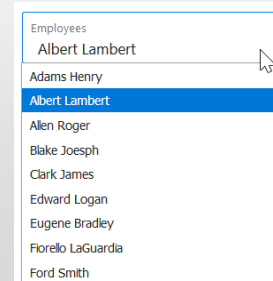 Employees
Albert Lambert
Adams Henry
Albert Lambert
Allen Roger
Blake Joesph
Clark James
Edward Logan
Eugene Bradley
Fiorello LaGuardia
Ford Smith